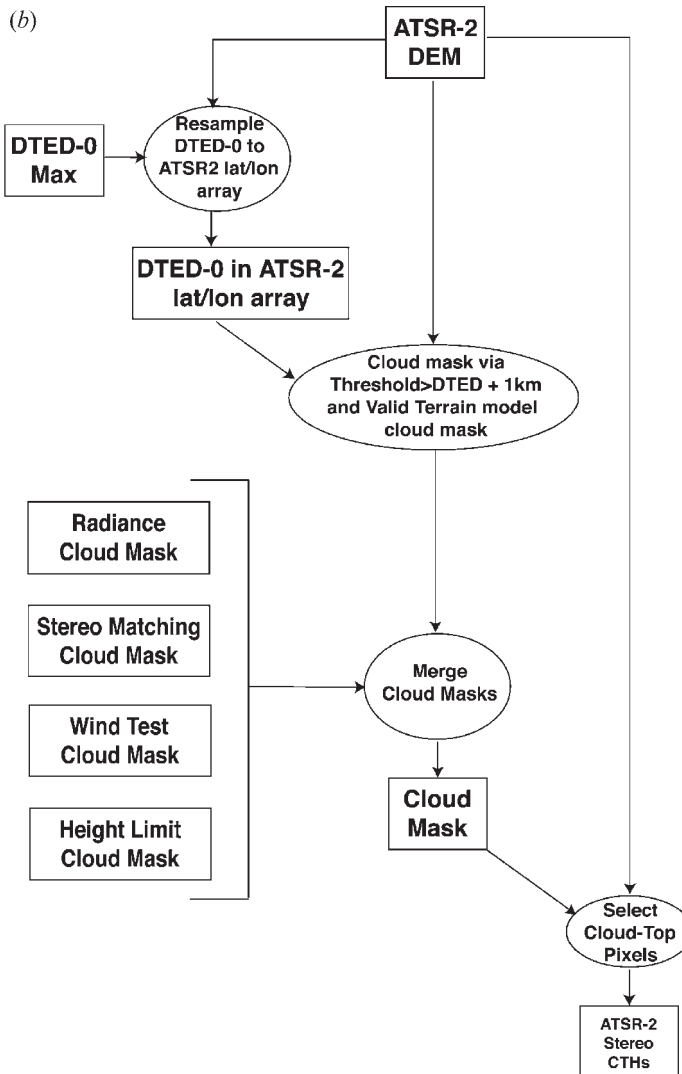 (b)
ATSR-2
DEM
DTED-0
Max
Resample
DTED-0 to
ATSR2 lat/lon
array
DTED-0 in ATSR-2
lat/lon array
Cloud mask via
Threshold>DTED + 1km
and Valid Terrain model
cloud mask
Radiance
Cloud Mask
Stereo Matching
Cloud Mask
Wind Test
Cloud Mask
Height Limit
Cloud Mask
Merge
Cloud Masks
Cloud
Mask
Select
Cloud-Top
Pixels
ATSR-2
Stereo
CTHs